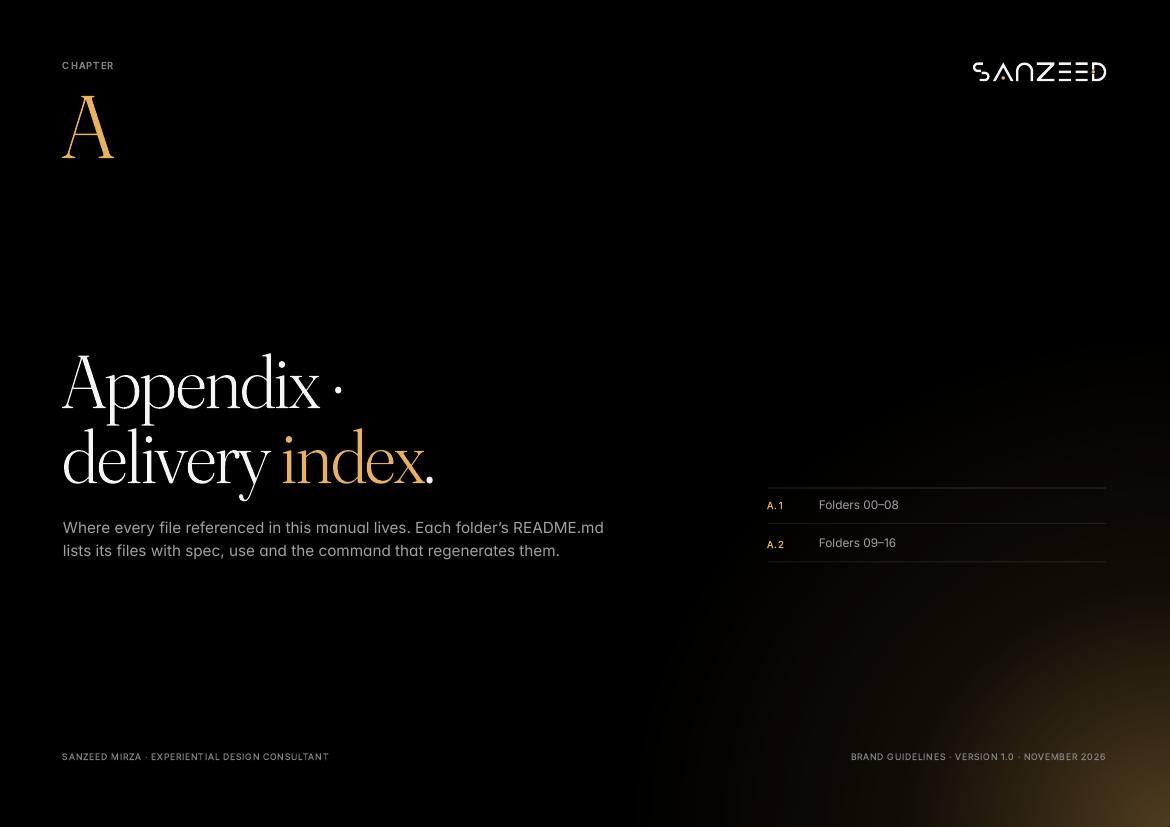 CHAPTER
SANZEED
A
Appendix ·
delivery index.
Where every file referenced in this manual lives. Each folder’s README.md
lists its files with spec, use and the command that regenerates them.
A.1 Folders 00–08
A.2 Folders 09–16
SANZEED MIRZA · EXPERIENTIAL DESIGN CONSULTANT
BRAND GUIDELINES · VERSION 1.0 · NOVEMBER 2026